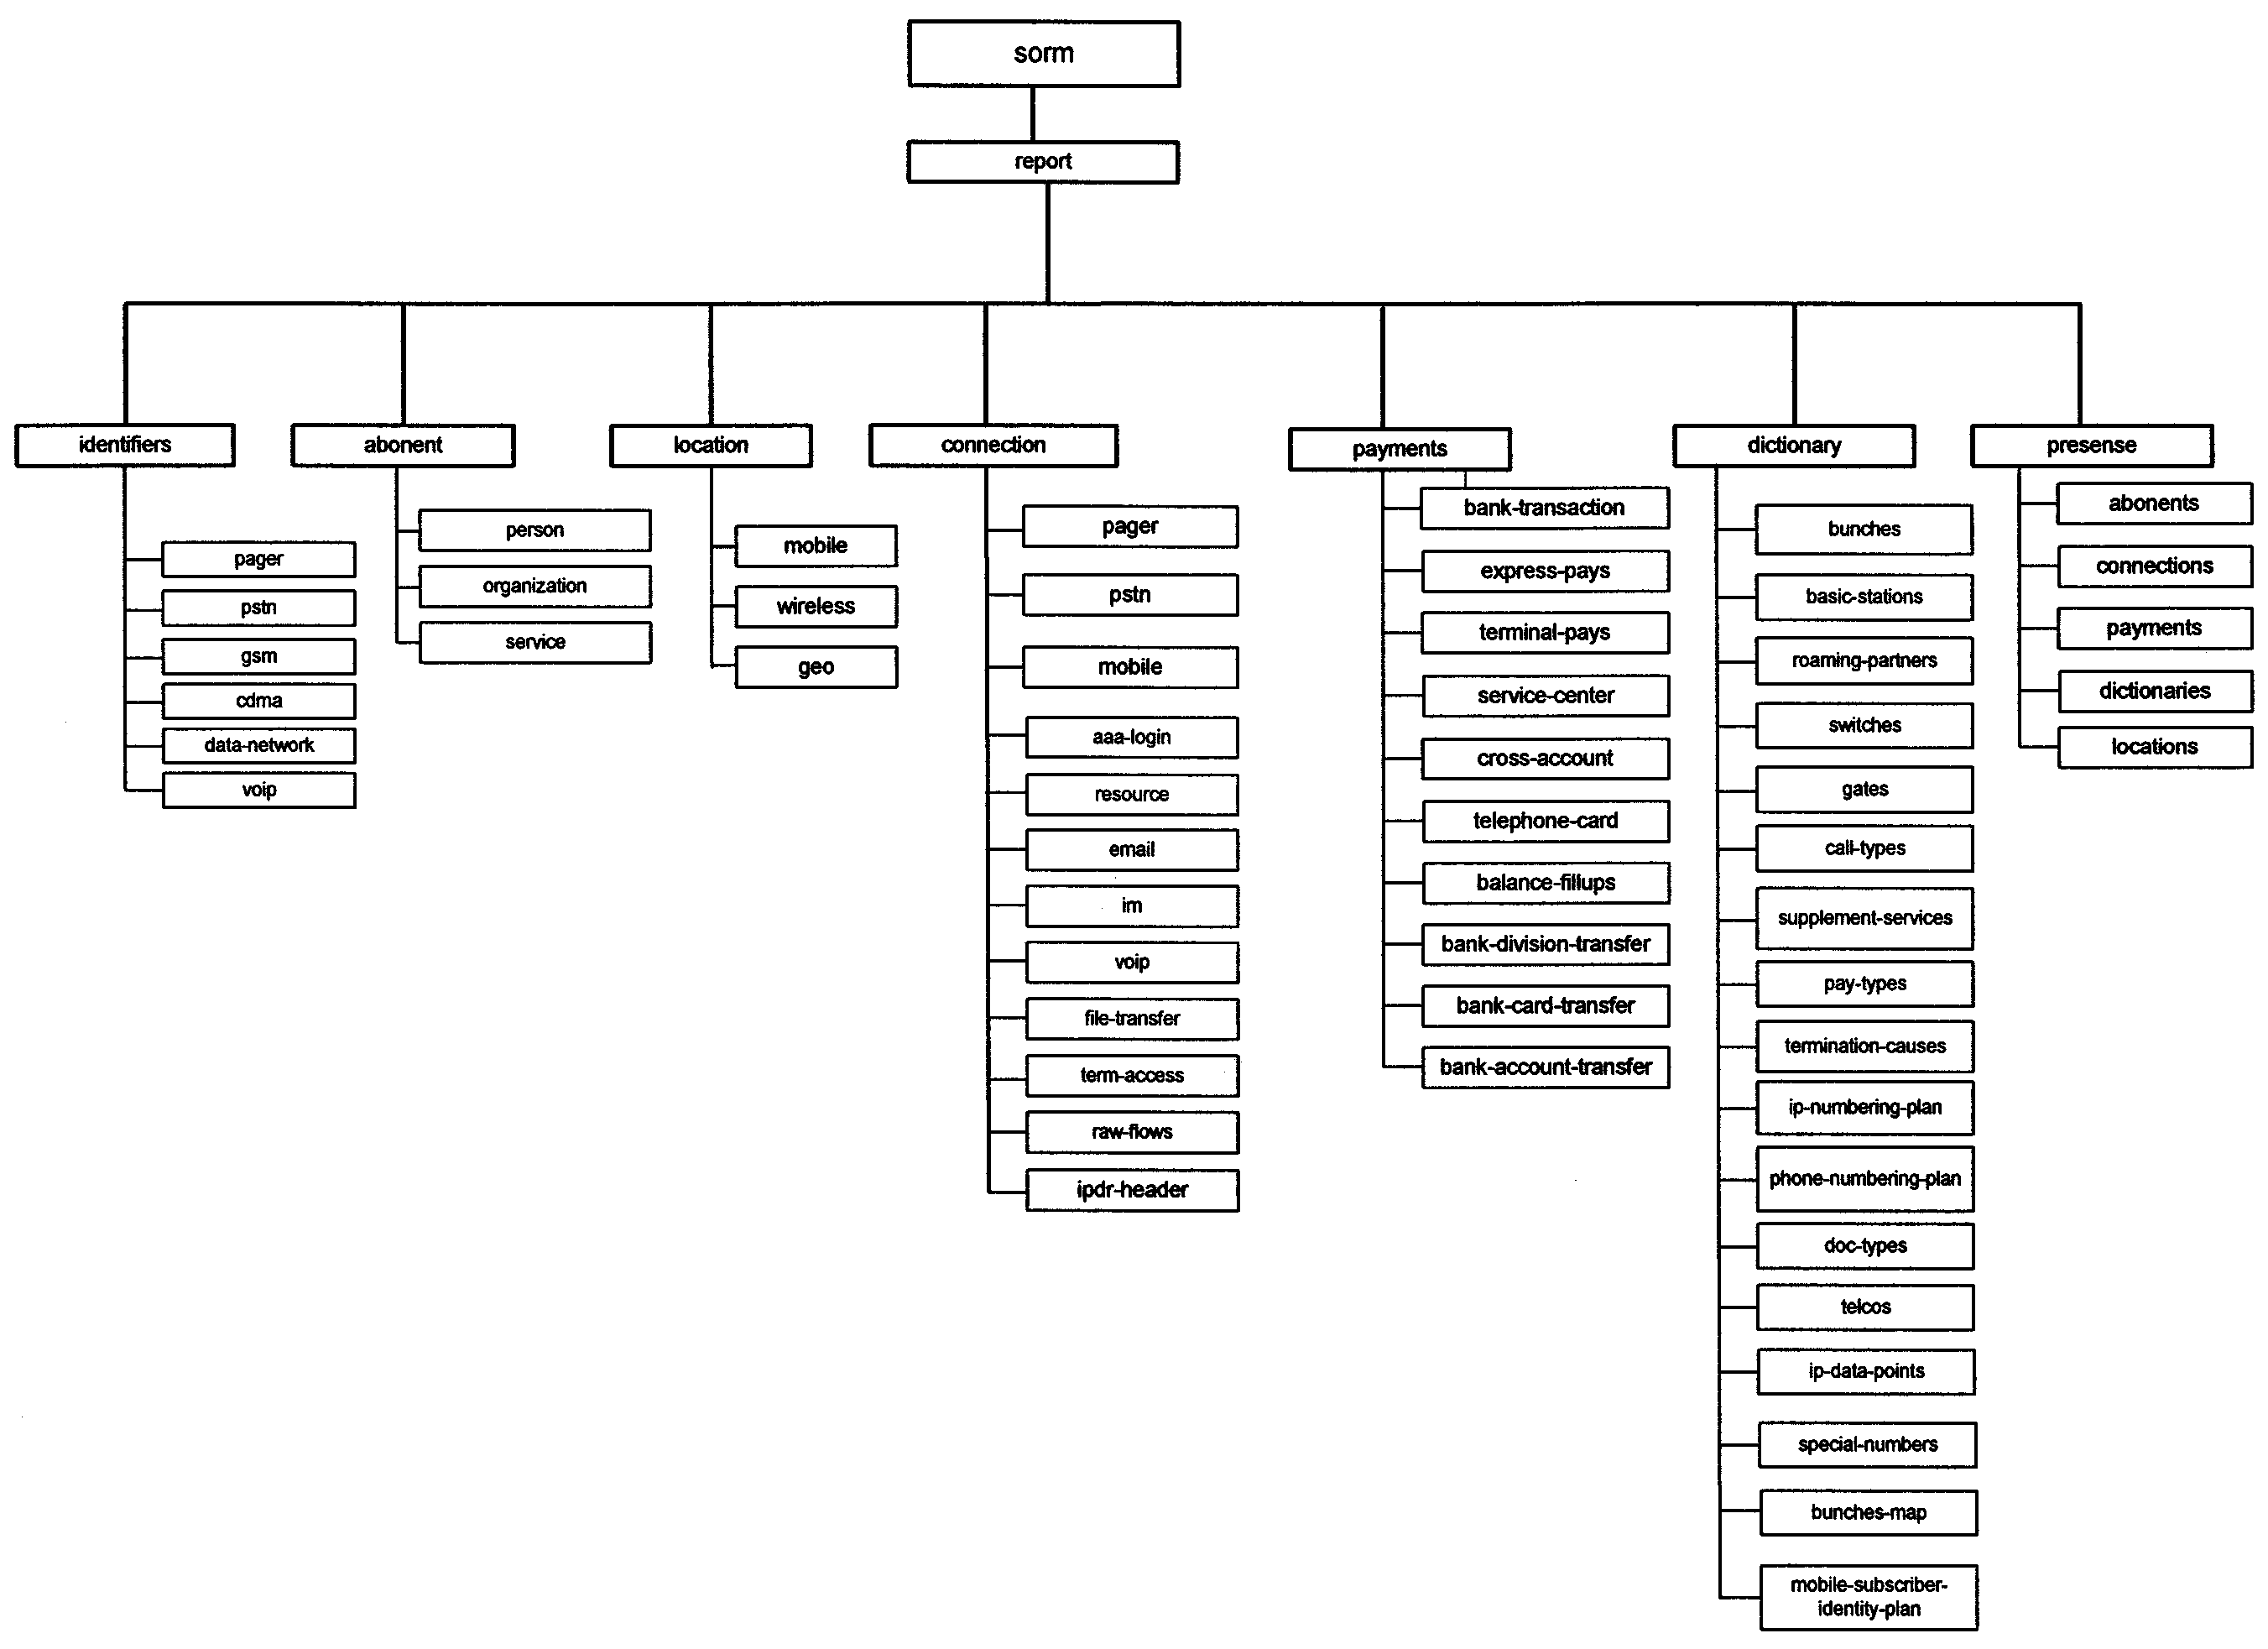 sorm
report
identifiers
pager
pstn
gsm
cdma
data-network
voip
abonent
person
organization
service
location
mobile
wireless
geo
connection
pager
pstn
mobile
aaa-login
resource
email
im
voip
file-transfer
term-access
raw-flows
ipdr-header
payments
bank-transaction
express-pays
terminal-pays
service-center
cross-account
telephone-card
balance-fillups
bank-division-transfer
bank-card-transfer
bank-account-transfer
dictionary
bunches
basic-stations
roaming-partners
switches
gates
call-types
supplement-services
pay-types
termination-causes
ip-numbering-plan
phone-numbering-plan
doc-types
telcos
ip-data-points
special-numbers
bunches-map
mobile-subscriber-
identity-plan
presense
abonents
connections
payments
dictionaries
locations